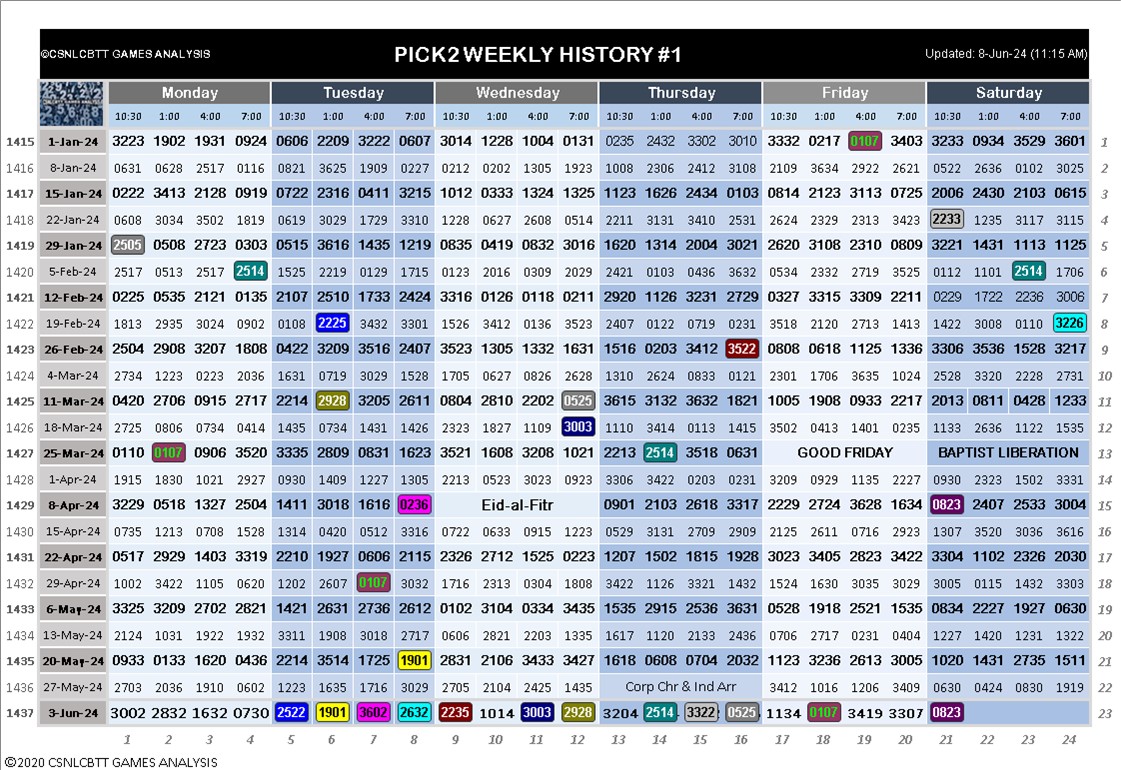 ©CSNLCBTT GAMES ANALYSIS PICK2 WEEKLY HISTORY #1 Updated: 8-Jun-24 (11:15 AM)
Monday Tuesday Wednesday Thursday Friday Saturday
10:30 1:00 4:00 7:00 10:30 1:00 4:00 7:00 10:30 1:00 4:00 7:00 10:30 1:00 4:00 7:00 10:30 1:00 4:00 7:00 10:30 1:00 4:00 7:00
1415 1-Jan-24 3223 1902 1931 0924 0606 2209 3222 0607 3014 1228 1004 0131 0235 2432 3302 3010 3332 0217 0107 3403 3233 0934 3529 3601 1
1416 8-Jan-24 0631 0628 2517 0116 0821 3625 1909 0227 0212 0202 1305 1923 1008 2306 2412 3108 2109 3634 2922 2621 0522 2636 0102 3025 2
1417 15-Jan-24 0222 3413 2128 0919 0722 2316 0411 3215 1012 0333 1324 1325 1123 1626 2434 0103 0814 2123 3113 0725 2006 2430 2103 0615 3
1418 22-Jan-24 0608 3034 3502 1819 0619 3029 1729 3310 1228 0627 2608 0514 2211 3131 3410 2531 2624 2329 2313 3423 2233 1235 3117 3115 4
1419 29-Jan-24 2505 0508 2723 0303 0515 3616 1435 1219 0835 0419 0832 3016 1620 1314 2004 3021 2620 3108 2310 0809 3221 1431 1113 1125 5
1420 5-Feb-24 2517 0513 2517 2514 1525 2219 0129 1715 0123 2016 0309 2029 2421 0103 0436 3632 0534 2332 2719 3525 0112 1101 2514 1706 6
1421 12-Feb-24 0225 0535 2121 0135 2107 2510 1733 2424 3316 0126 0118 0211 2920 1126 3231 2729 0327 3315 3309 2211 0229 1722 2236 3006 7
1422 19-Feb-24 1813 2935 3024 0902 0108 2225 3432 3301 1526 3412 0136 3523 2407 0122 0719 0231 3518 2120 2713 1413 1422 3008 0110 3226 8
1423 26-Feb-24 2504 2908 3207 1808 0422 3209 3516 2407 3523 1305 1332 1631 1516 0203 3412 3522 0808 0618 1125 1336 3306 3536 1528 3217 9
1424 4-Mar-24 2734 1223 0223 2036 1631 0719 3029 1528 1705 0627 0826 2628 1310 2624 0833 0121 2301 1706 3635 1024 2528 3320 2228 2731 10
1425 11-Mar-24 0420 2706 0915 2717 2214 2928 3205 2611 0804 2810 2202 0525 3615 3132 3632 1821 1005 1908 0933 2217 2013 0811 0428 1233 11
1426 18-Mar-24 2725 0806 0734 0414 1435 0734 1431 1426 2323 1827 1109 3003 1110 3414 0113 1415 3502 0413 1401 0235 1133 2636 1122 1535 12
1427 25-Mar-24 0110 0107 0906 3520 3335 2809 0831 1623 3521 1608 3208 1021 2213 2514 3518 0631 GOOD FRIDAY BAPTIST LIBERATION 13
1428 1-Apr-24 1915 1830 1021 2927 0930 1409 1227 1305 2213 0523 3023 0923 3306 3422 0203 0231 3209 0929 1135 2227 0930 2323 1502 3331 14
1429 8-Apr-24 3229 0518 1327 2504 1411 3018 1616 0236 Eid-al-Fitr 0901 2103 2618 3317 2229 2724 3628 1634 0823 2407 2533 3004 15
1430 15-Apr-24 0735 1213 0708 1528 1314 0420 0512 3316 0722 0633 0915 1223 0529 3131 2709 2909 2125 2611 0716 2923 1307 3520 3036 3616 16
1431 22-Apr-24 0517 2929 1403 3319 2210 1927 0606 2115 2326 2712 1525 0223 1207 1502 1815 1928 3023 3405 2823 3422 3304 1102 2326 2030 17
1432 29-Apr-24 1002 3422 1105 0620 1202 2607 0107 3032 1716 2313 0304 1808 3422 1126 3321 1432 1524 1630 3035 3029 3005 0115 1432 3303 18
1433 6-May-24 3325 3209 2702 2821 1421 2631 2736 2612 0102 3104 0334 3435 1535 2915 2536 3631 0528 1918 2521 1535 0834 2227 1927 0630 19
1434 13-May-24 2124 1031 1922 1932 3311 1908 3018 2717 0606 2821 2203 1335 1617 1120 2133 2436 0706 2717 0231 0404 1227 1420 1231 1322 20
1435 20-May-24 0933 0133 1620 0436 2214 3514 1725 1901 2831 2106 3433 3427 1618 0608 0704 2032 1123 3236 2613 3005 1020 1431 2735 1511 21
1436 27-May-24 2703 2036 1910 0602 1223 1635 1716 3029 2705 2104 2425 1435 Corp Chr & Ind Arr 3412 1016 1206 3409 0630 0424 0830 1919 22
1437 3-Jun-24 3002 2832 1632 0730 2522 1901 3602 2632 2235 1014 3003 2928 3204 2514 3322 0525 1134 0107 3419 3307 0823 23
1 2 3 4 5 6 7 8 9 10 11 12 13 14 15 16 17 18 19 20 21 22 23 24
©2020 CSNLCBTT GAMES ANALYSIS